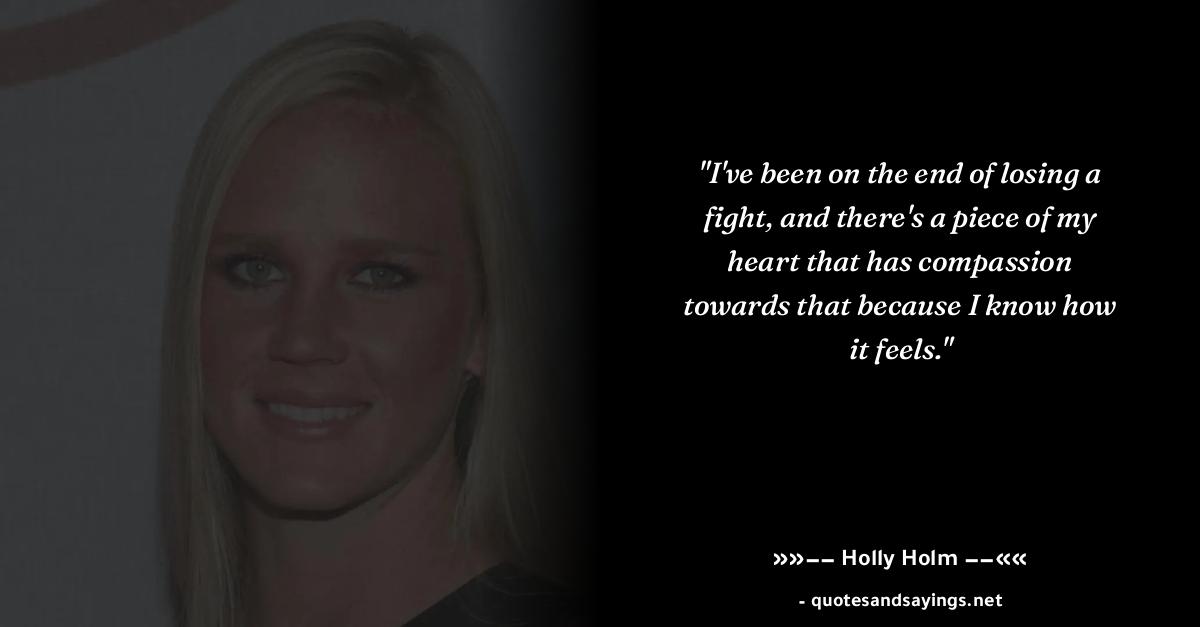 "I've been on the end of losing a
fight, and there's a piece of my
heart that has compassion
towards that because I know how
it feels."
»»−− Holly Holm −−««
- quotesandsayings.net